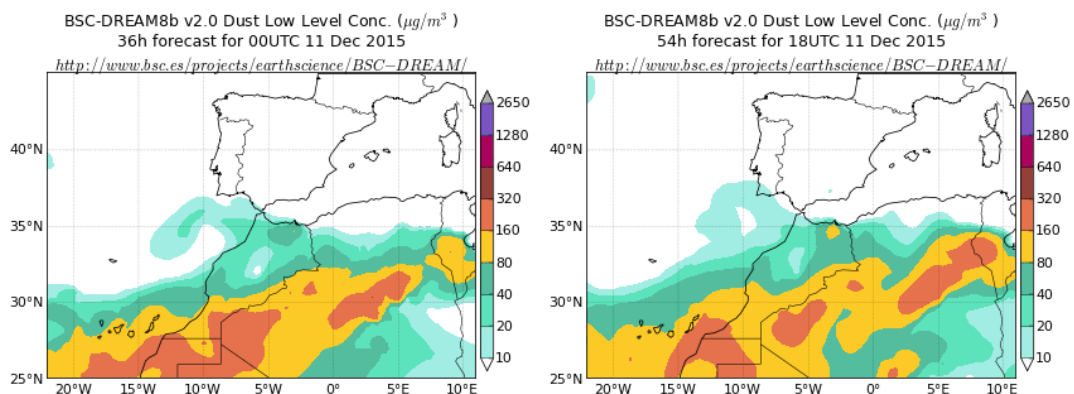 BSC-DREAM8b v2.0 Dust Low Level Conc. (μg/m³ )
36h forecast for 00UTC 11 Dec 2015
http://www.bsc.es/projects/earthscience/BSC−DREAM/
40°N
35°N
30°N
25°N
20°W
15°W
10°W
5°W
0°
5°E
10°E
2650
1280
640
320
160
80
40
20
10
BSC-DREAM8b v2.0 Dust Low Level Conc. (μg/m³ )
54h forecast for 18UTC 11 Dec 2015
http://www.bsc.es/projects/earthscience/BSC−DREAM/
40°N
35°N
30°N
25°N
20°W
15°W
10°W
5°W
0°
5°E
10°E
2650
1280
640
320
160
80
40
20
10